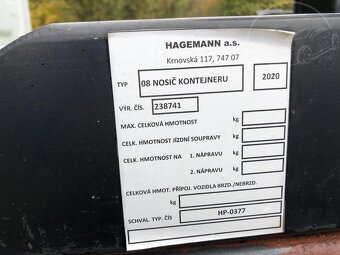 HAGEMANN a.s.
Krnovská 117, 747 07
TYP 08 NOSIČ KONTEJNERU 2020
VÝR. ČÍS. 238741
MAX. CELKOVÁ HMOTNOST kg
CELK. HMOTNOST JÍZDNÍ SOUPRAVY kg
CELK. HMOTNOST NA 1. NÁPRAVU kg
2. NÁPRAVU kg
CELKOVÁ HMOT. PŘÍPOJ. VOZIDLA BRZD./NEBRZD.
kg kg
SCHVAL. TYP. ČÍS HP-0377